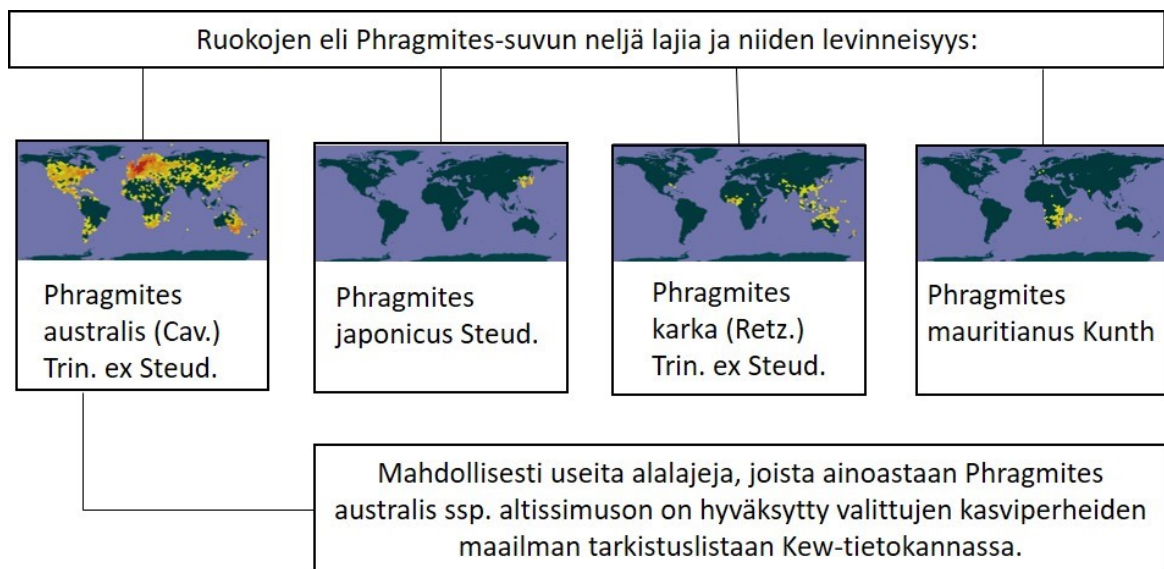 Ruokojen eli Phragmites-suvun neljä lajia ja niiden levinneisyys:
Phragmites
australis (Cav.)
Trin. ex Steud.
Phragmites
japonicus Steud.
Phragmites
karka (Retz.)
Trin. ex Steud.
Phragmites
mauritianus Kunth
Mahdollisesti useita alalajeja, joista ainoastaan Phragmites
australis ssp. altissimuson on hyväksytty valittujen kasviperheiden
maailman tarkistuslistaan Kew-tietokannassa.